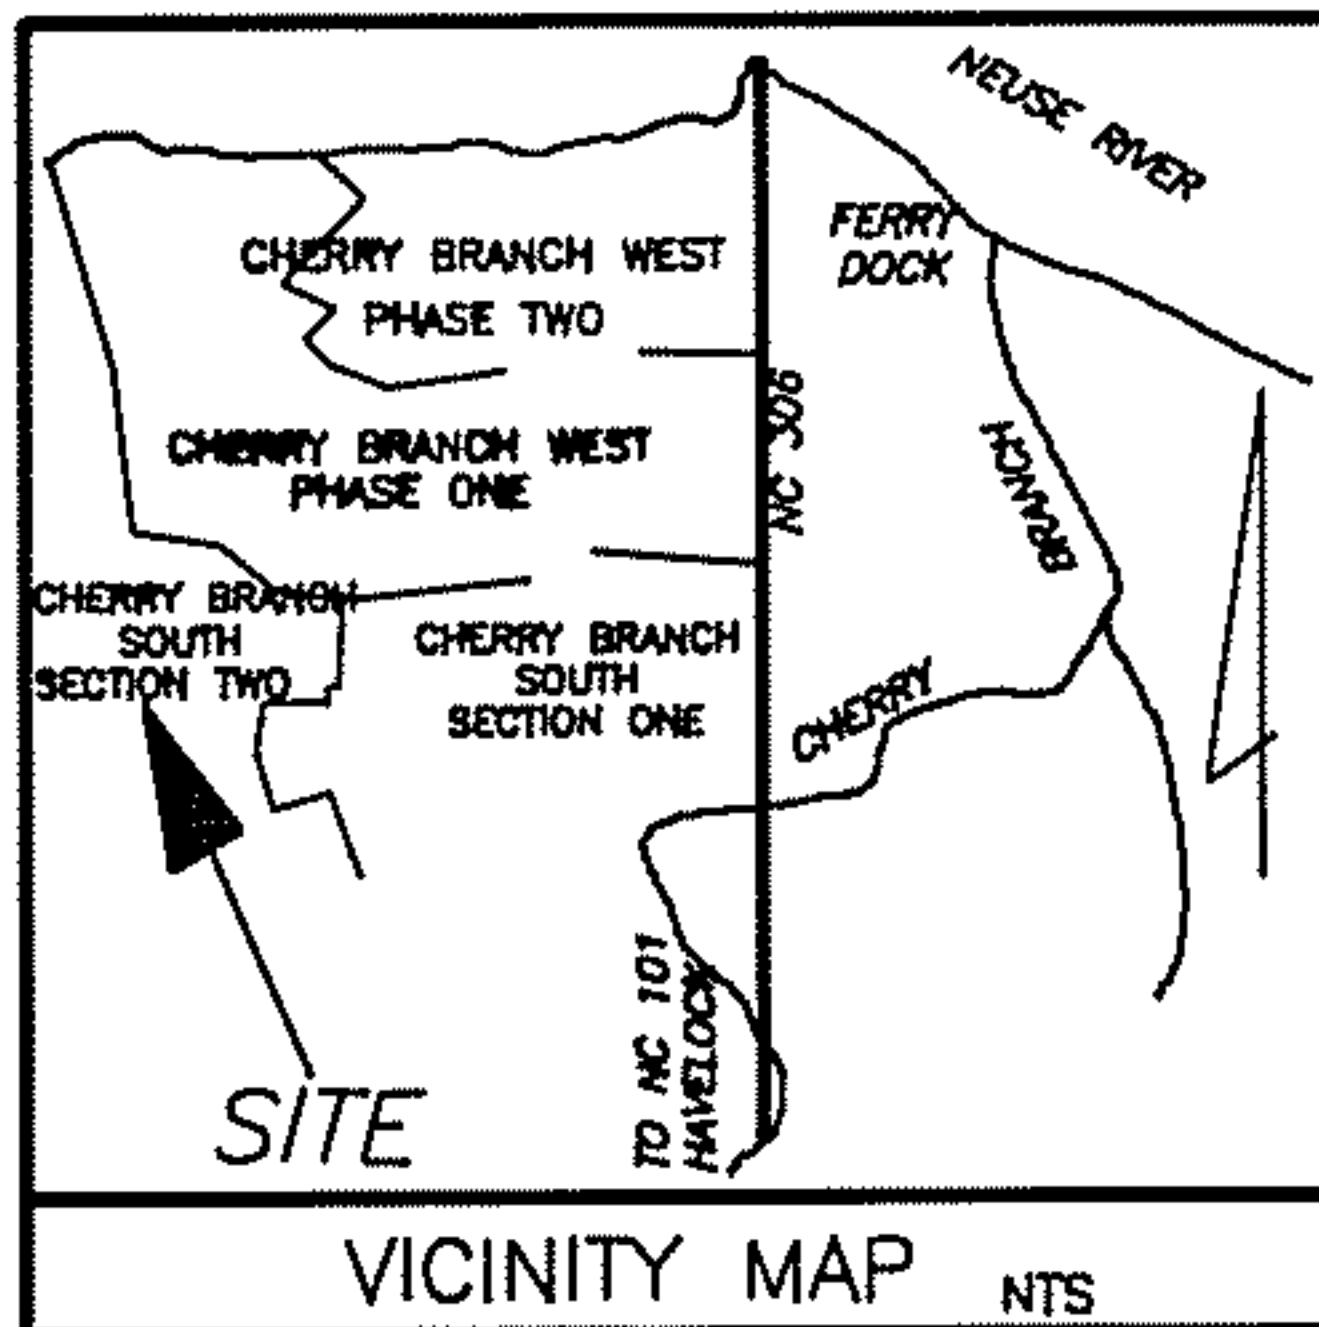 NEUSE RIVER
FERRY
DOCK
CHERRY BRANCH WEST
PHASE TWO
NC 306
CHERRY BRANCH WEST
PHASE ONE
BRANCH
CHERRY BRANCH
SOUTH
SECTION TWO
CHERRY BRANCH
SOUTH
SECTION ONE
CHERRY
TO NC 101
HAVELOCK
SITE
VICINITY MAP NTS